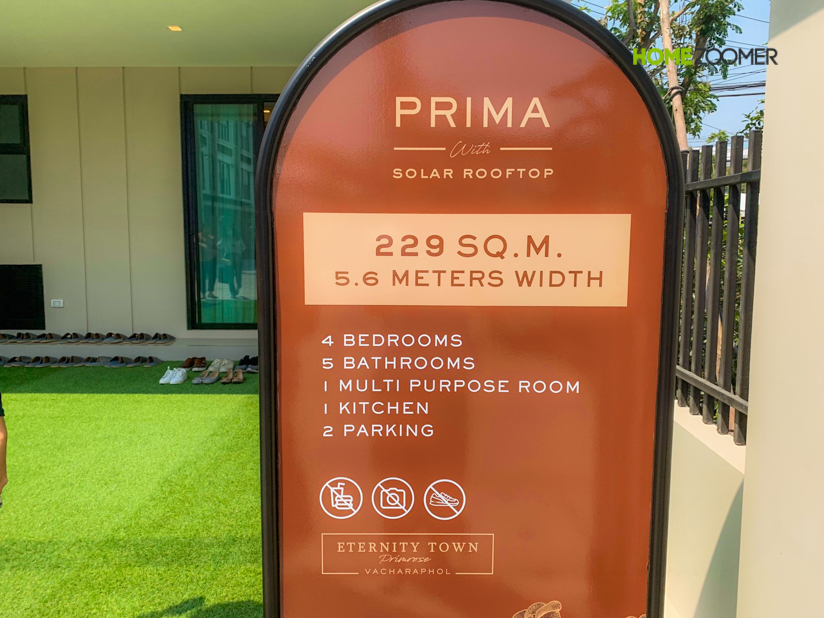 HOMEZOOMER
PRIMA
With
SOLAR ROOFTOP
229 SQ.M.
5.6 METERS WIDTH
4 BEDROOMS
5 BATHROOMS
1 MULTI PURPOSE ROOM
1 KITCHEN
2 PARKING
ETERNITY TOWN
Primrose
VACHARAPHOL